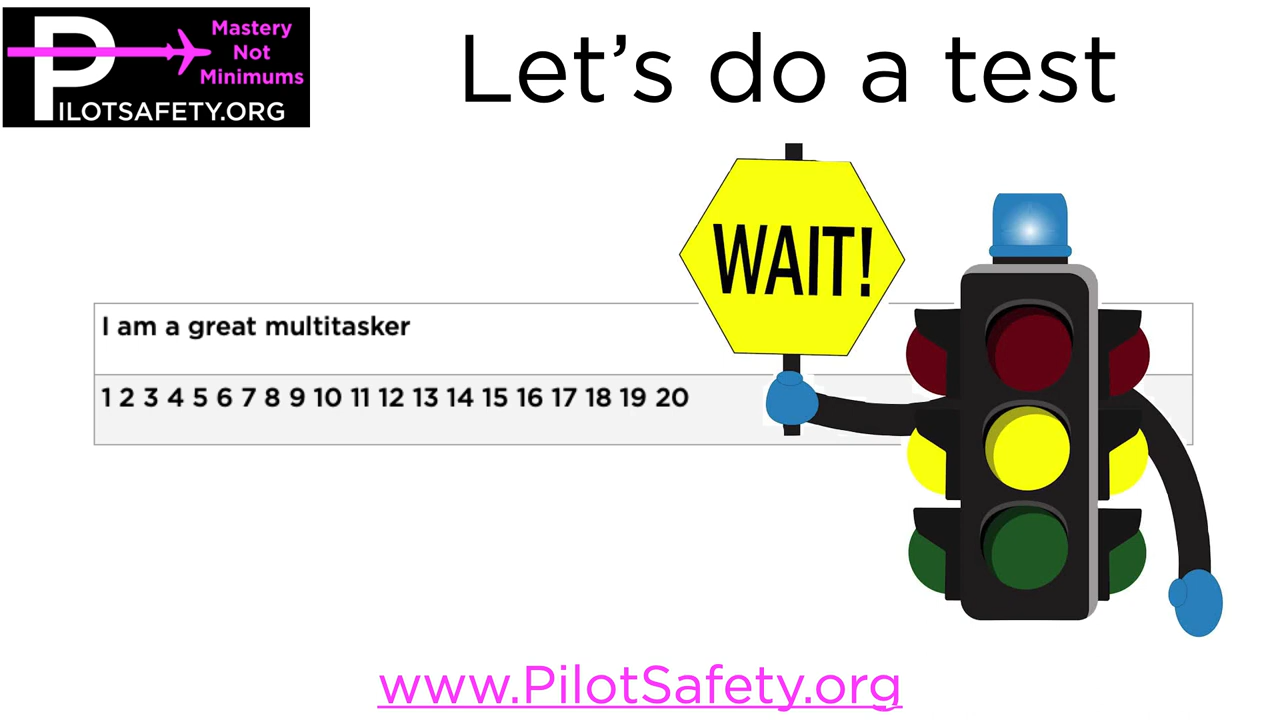 Mastery
Not
Minimums
PILOTSAFETY.ORG
Let's do a test
WAIT!
I am a great multitasker
1 2 3 4 5 6 7 8 9 10 11 12 13 14 15 16 17 18 19 20
www.PilotSafety.org